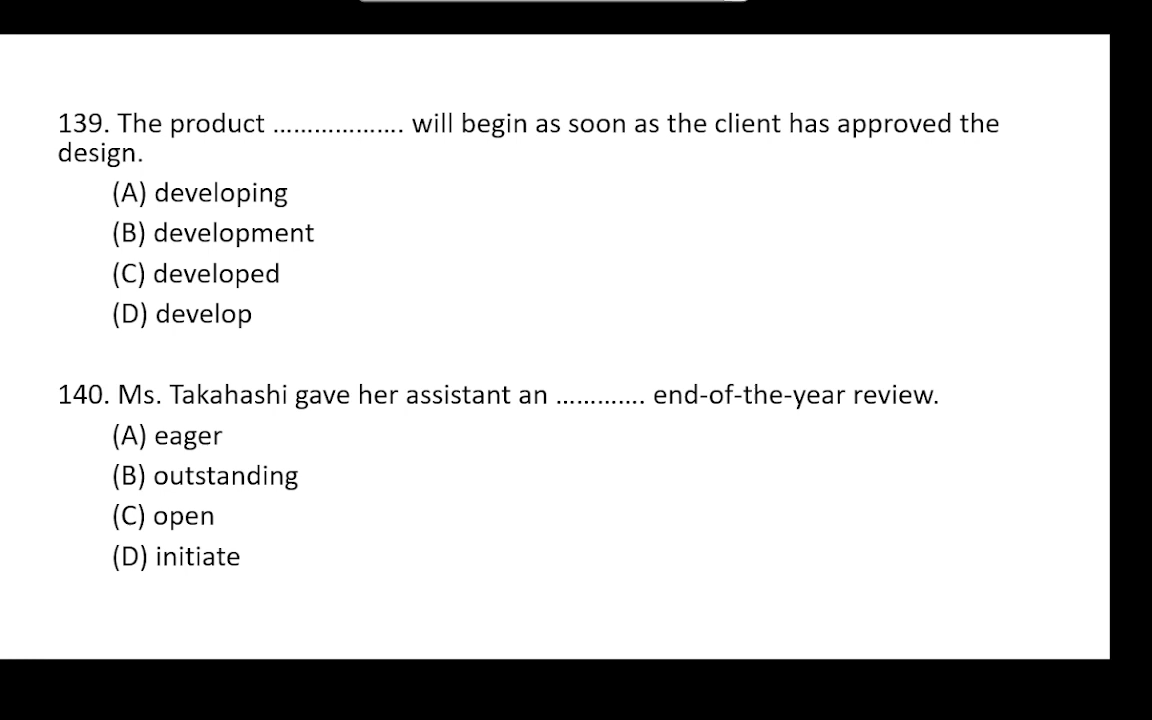 139. The product ................... will begin as soon as the client has approved the
design.
(A) developing
(B) development
(C) developed
(D) develop
140. Ms. Takahashi gave her assistant an ............. end-of-the-year review.
(A) eager
(B) outstanding
(C) open
(D) initiate